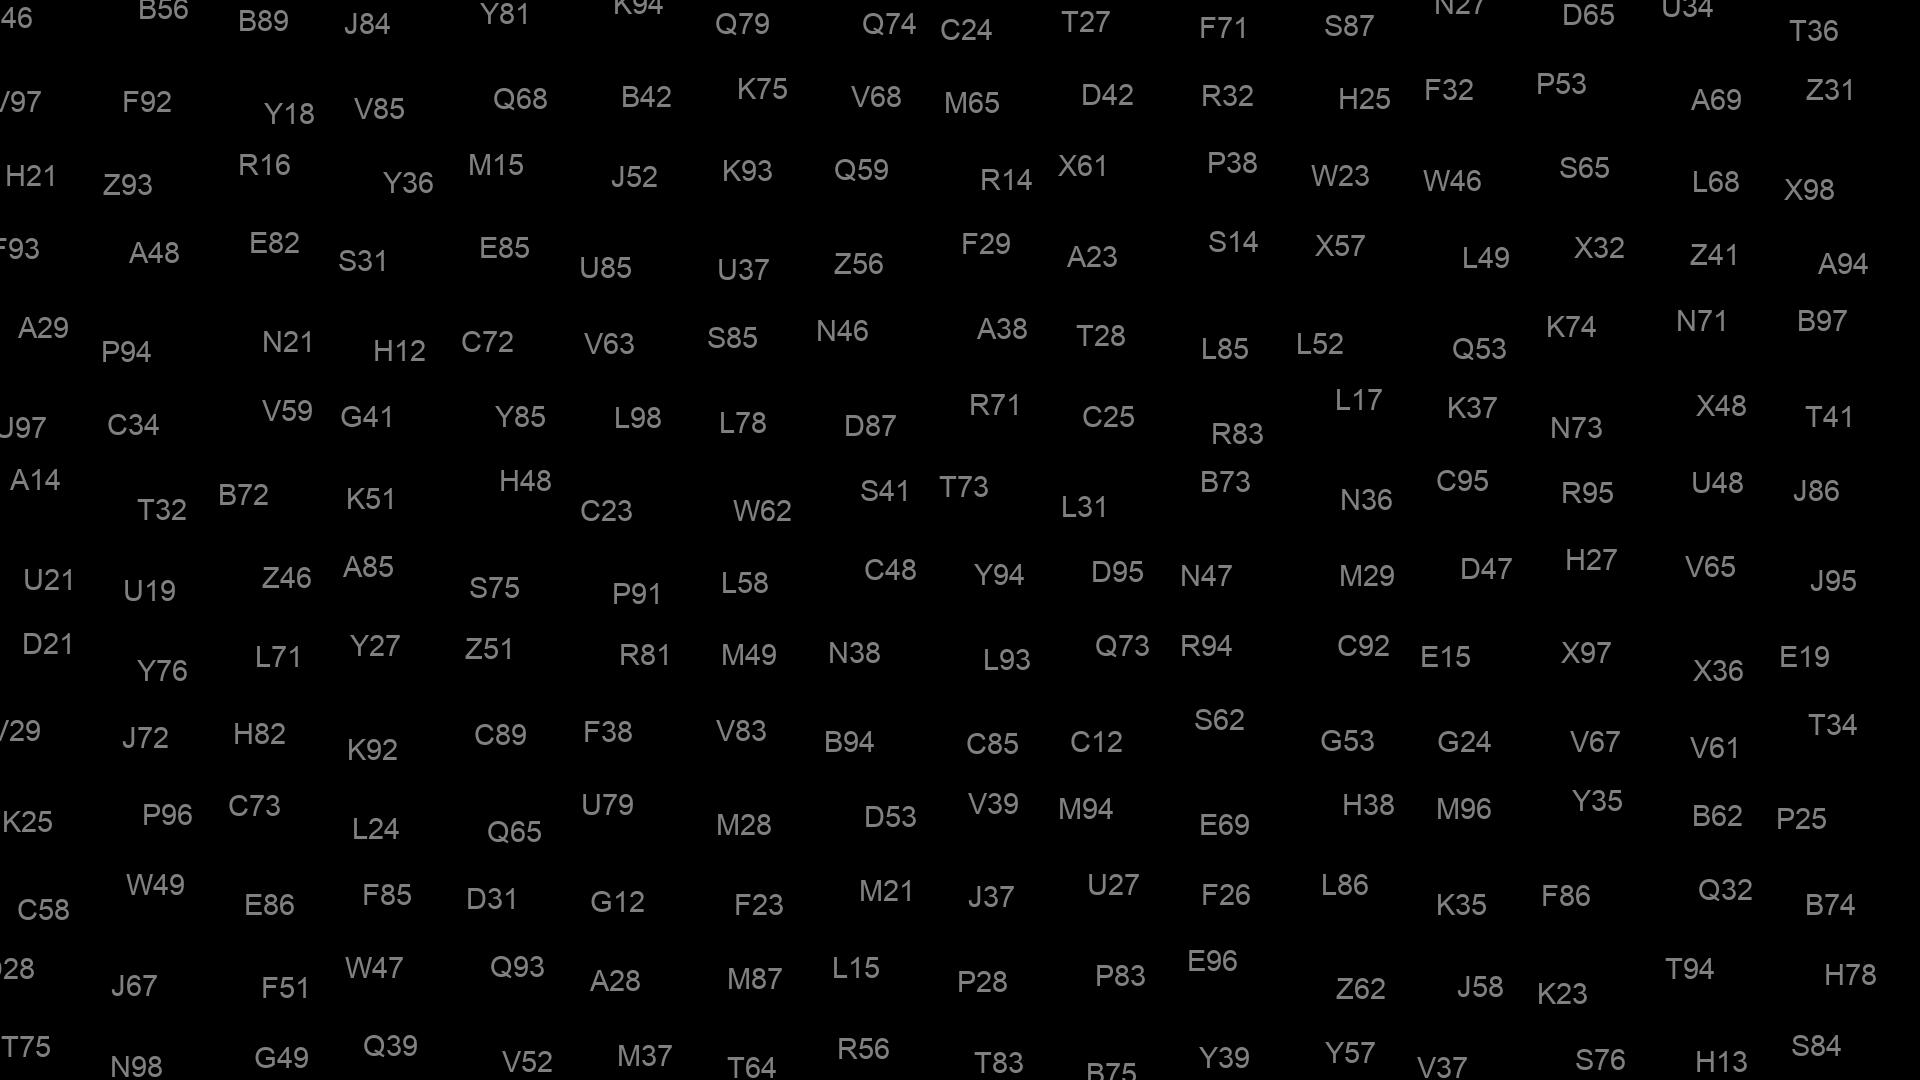 46 B56 B89 J84 Y81 K94 Q79 Q74 C24 T27 F71 S87 N27 D65 U34 T36
V97 F92 Y18 V85 Q68 B42 K75 V68 M65 D42 R32 H25 F32 P53 A69 Z31
H21 Z93 R16 Y36 M15 J52 K93 Q59 R14 X61 P38 W23 W46 S65 L68 X98
F93 A48 E82 S31 E85 U85 U37 Z56 F29 A23 S14 X57 L49 X32 Z41 A94
A29 P94 N21 H12 C72 V63 S85 N46 A38 T28 L85 L52 Q53 K74 N71 B97
U97 C34 V59 G41 Y85 L98 L78 D87 R71 C25 R83 L17 K37 N73 X48 T41
A14 T32 B72 K51 H48 C23 W62 S41 T73 L31 B73 N36 C95 R95 U48 J86
U21 U19 Z46 A85 S75 P91 L58 C48 Y94 D95 N47 M29 D47 H27 V65 J95
D21 Y76 L71 Y27 Z51 R81 M49 N38 L93 Q73 R94 C92 E15 X97 X36 E19
V29 J72 H82 K92 C89 F38 V83 B94 C85 C12 S62 G53 G24 V67 V61 T34
K25 P96 C73 L24 Q65 U79 M28 D53 V39 M94 E69 H38 M96 Y35 B62 P25
C58 W49 E86 F85 D31 G12 F23 M21 J37 U27 F26 L86 K35 F86 Q32 B74
28 J67 F51 W47 Q93 A28 M87 L15 P28 P83 E96 Z62 J58 K23 T94 H78
T75 N98 G49 Q39 V52 M37 T64 R56 T83 B75 Y39 Y57 V37 S76 H13 S84